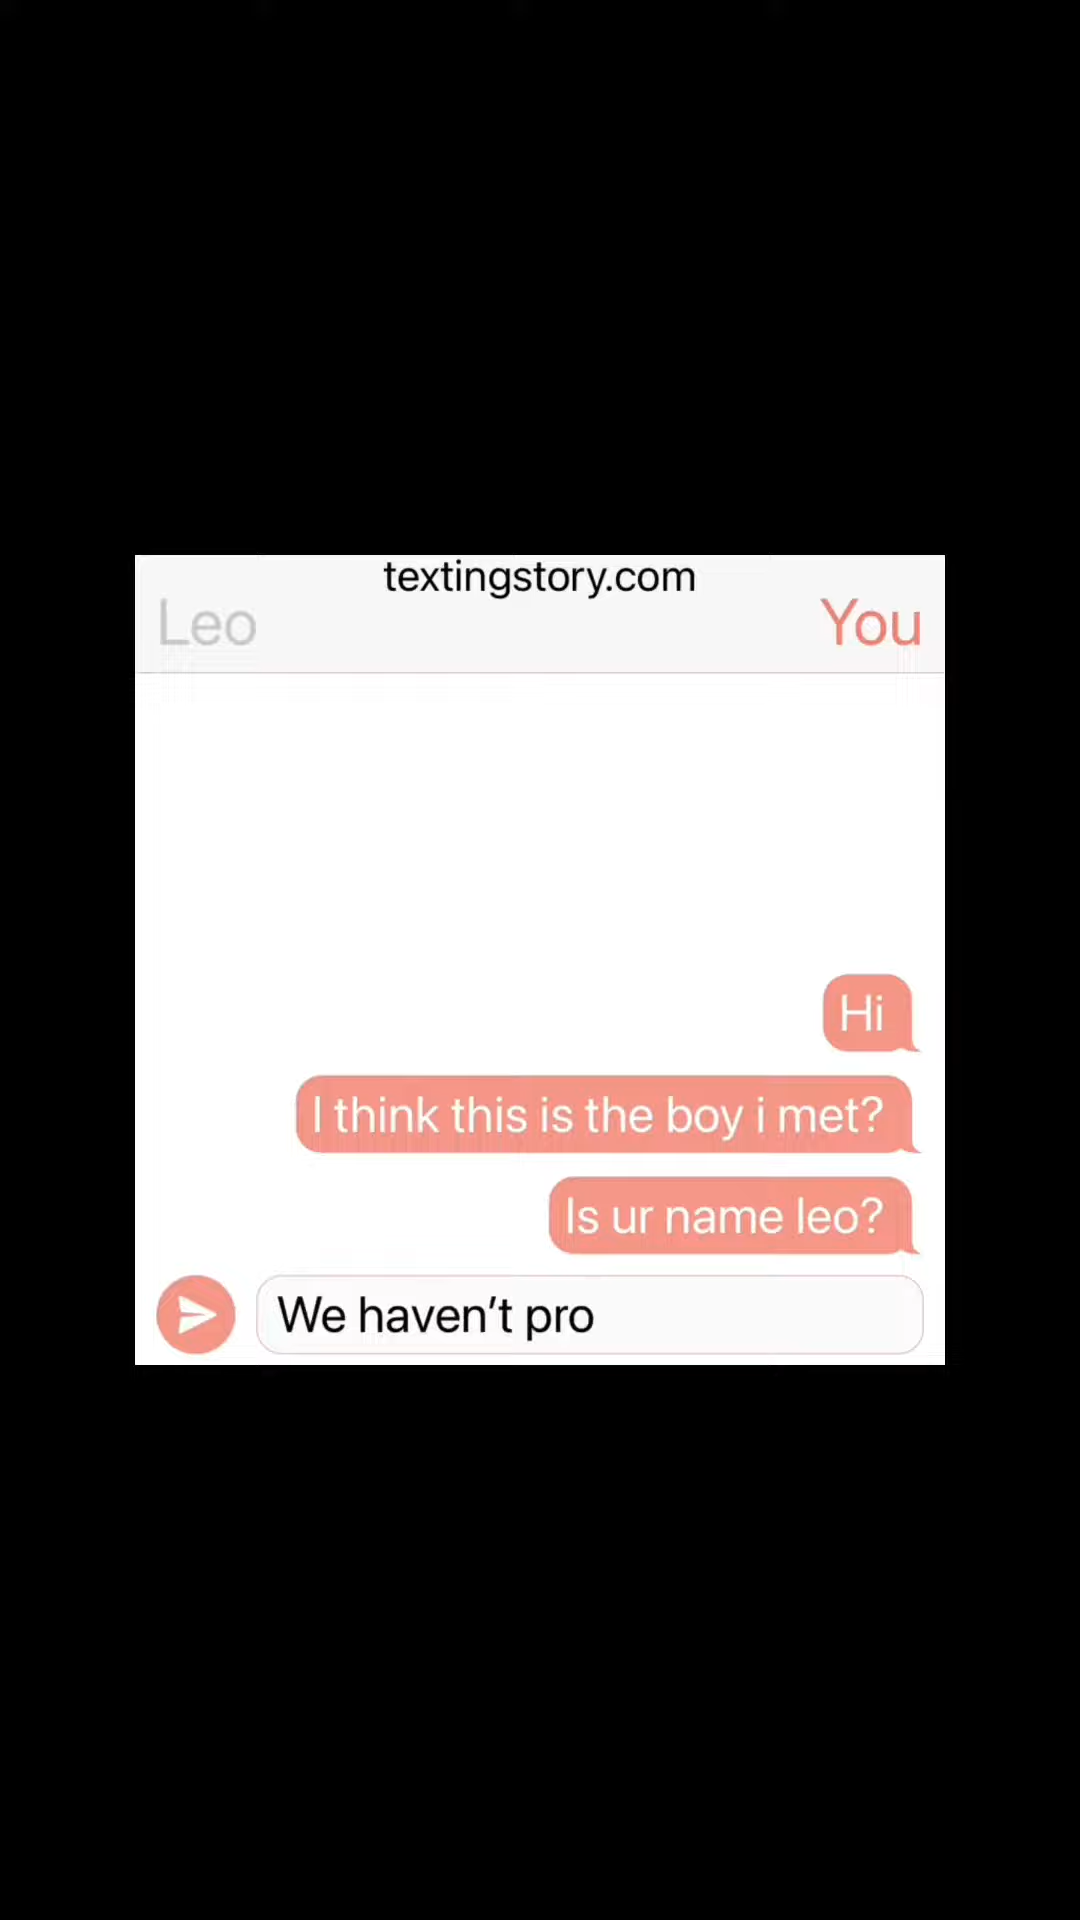 textingstory.com
Leo You
Hi
I think this is the boy i met?
Is ur name leo?
We haven’t pro